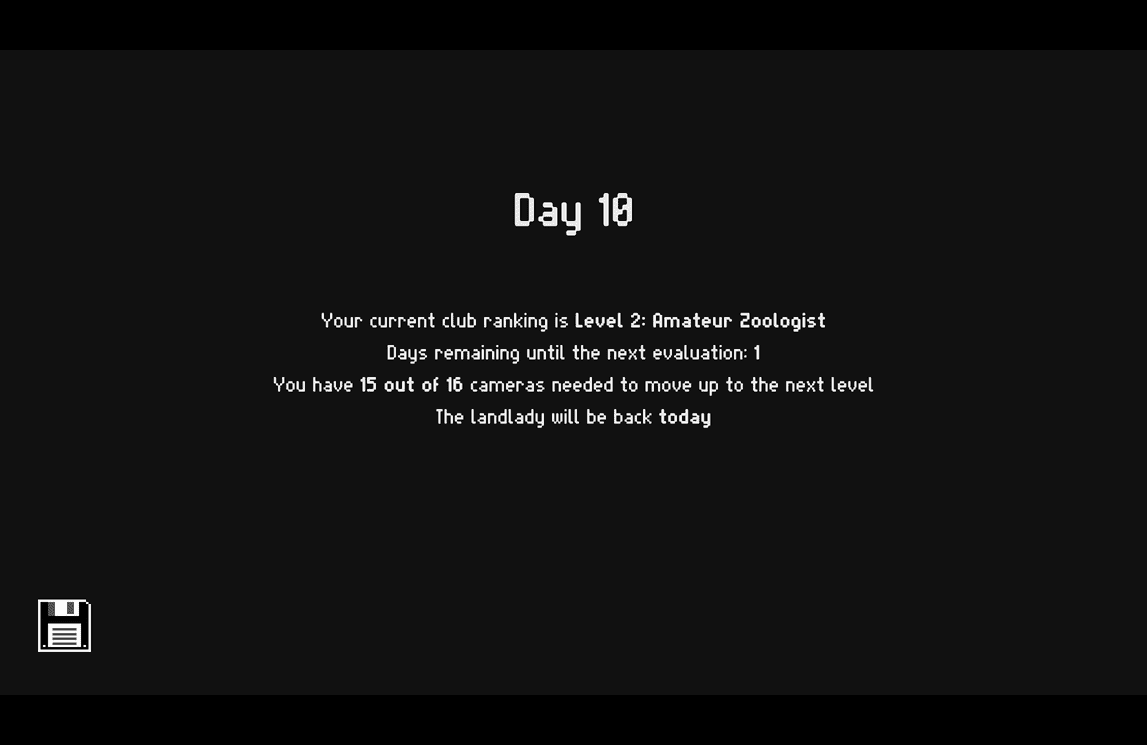 Day 10
Your current club ranking is Level 2: Amateur Zoologist
Days remaining until the next evaluation: 1
You have 15 out of 16 cameras needed to move up to the next level
The landlady will be back today